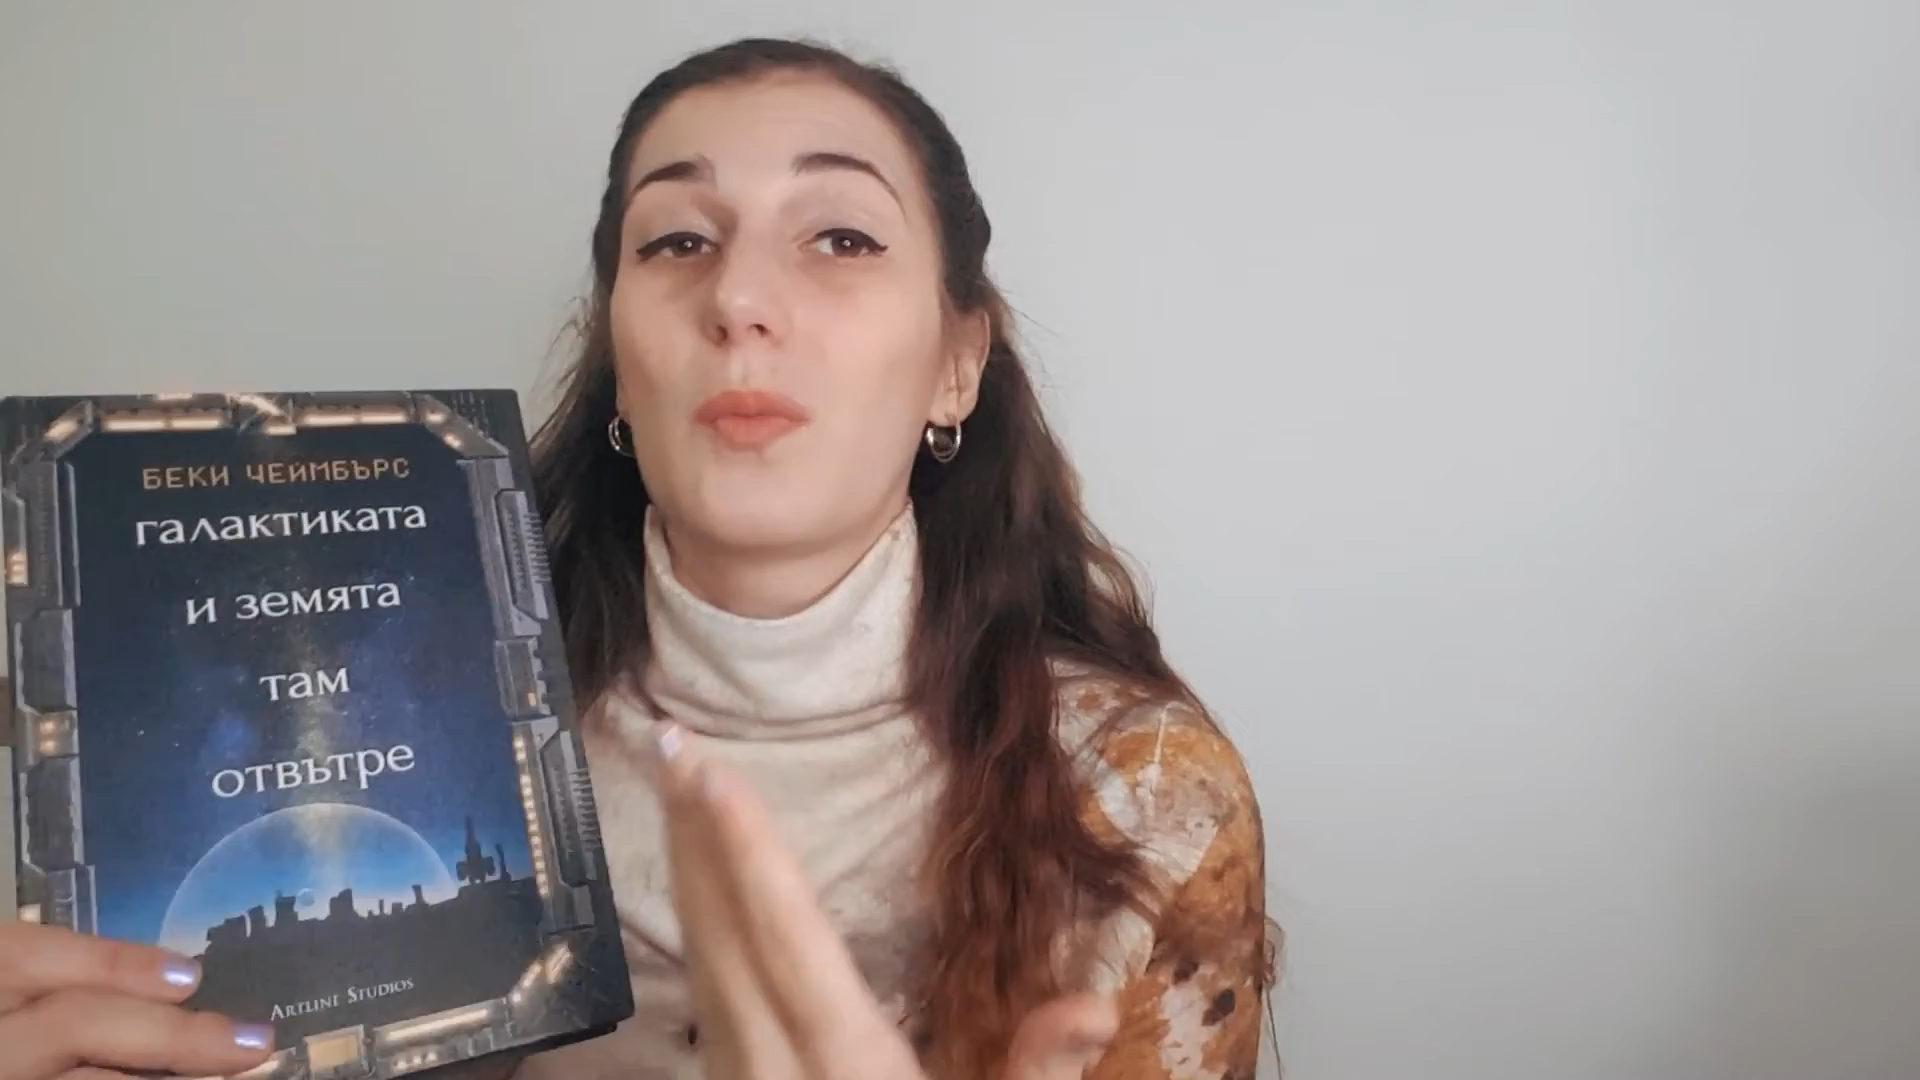 БЕКИ ЧЕЙМБЪРС
галактиката
и земята
там
отвътре
Artline Studios